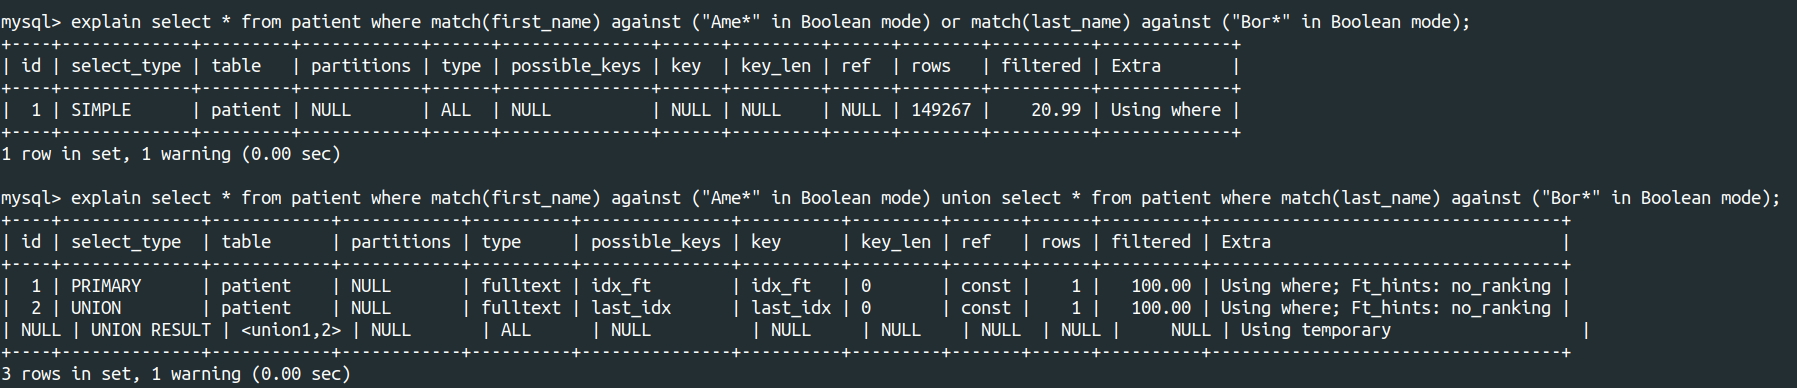 mysql> explain select * from patient where match(first_name) against ("Ame*" in Boolean mode) or match(last_name) against ("Bor*" in Boolean mode);
+----+-------------+---------+------------+------+---------------+------+---------+------+--------+----------+-------------+
| id | select_type | table   | partitions | type | possible_keys | key  | key_len | ref  | rows   | filtered | Extra       |
+----+-------------+---------+------------+------+---------------+------+---------+------+--------+----------+-------------+
|  1 | SIMPLE      | patient | NULL       | ALL  | NULL          | NULL | NULL    | NULL | 149267 |    20.99 | Using where |
+----+-------------+---------+------------+------+---------------+------+---------+------+--------+----------+-------------+
1 row in set, 1 warning (0.00 sec)

mysql> explain select * from patient where match(first_name) against ("Ame*" in Boolean mode) union select * from patient where match(last_name) against ("Bor*" in Boolean mode);
+----+--------------+------------+------------+----------+---------------+----------+---------+-------+------+----------+-----------------------------------+
| id | select_type  | table      | partitions | type     | possible_keys | key      | key_len | ref   | rows | filtered | Extra                             |
+----+--------------+------------+------------+----------+---------------+----------+---------+-------+------+----------+-----------------------------------+
|  1 | PRIMARY      | patient    | NULL       | fulltext | idx_ft        | idx_ft   | 0       | const |    1 |   100.00 | Using where; Ft_hints: no_ranking |
|  2 | UNION        | patient    | NULL       | fulltext | last_idx      | last_idx | 0       | const |    1 |   100.00 | Using where; Ft_hints: no_ranking |
| NULL | UNION RESULT | <union1,2> | NULL       | ALL      | NULL          | NULL     | NULL    | NULL  | NULL |     NULL | Using temporary                   |
+----+--------------+------------+------------+----------+---------------+----------+---------+-------+------+----------+-----------------------------------+
3 rows in set, 1 warning (0.00 sec)